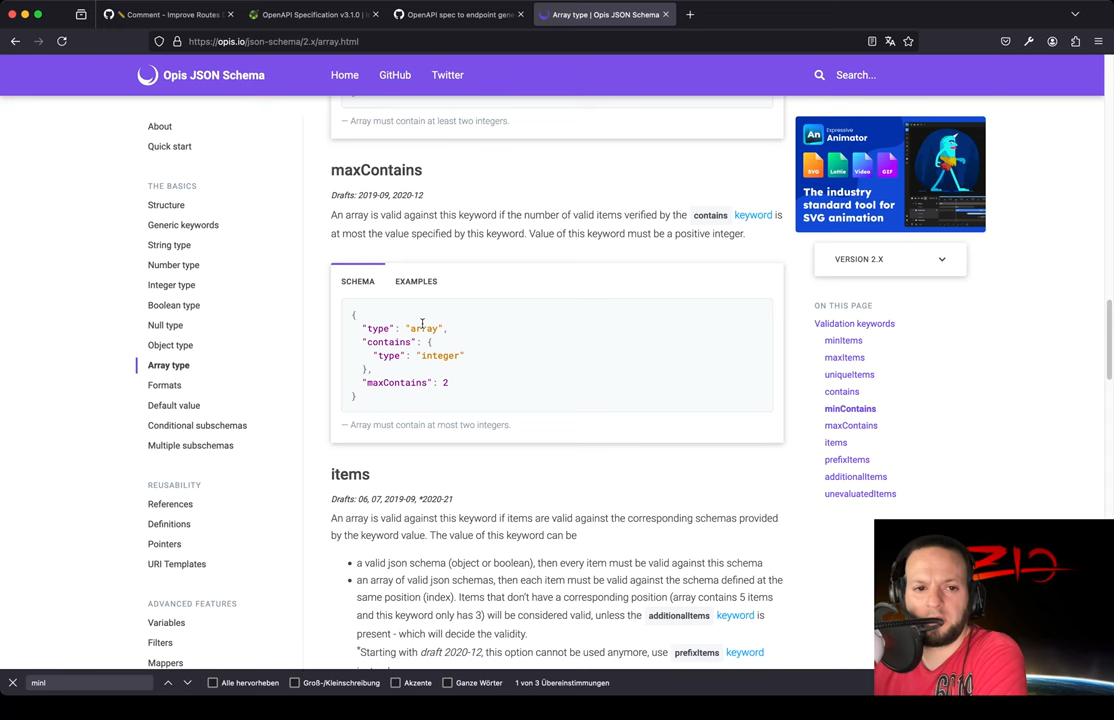 Comment - Improve Routes
OpenAPI Specification v3.1.0 | I
OpenAPI spec to endpoint gene
Array type | Opis JSON Schema
https://opis.io/json-schema/2.x/array.html
Opis JSON Schema
Home
GitHub
Twitter
Search...
About
Quick start
THE BASICS
Structure
Generic keywords
String type
Number type
Integer type
Boolean type
Null type
Object type
Array type
Formats
Default value
Conditional subschemas
Multiple subschemas
REUSABILITY
References
Definitions
Pointers
URI Templates
ADVANCED FEATURES
Variables
Filters
Mappers
— Array must contain at least two integers.
maxContains
Drafts: 2019-09, 2020-12
An array is valid against this keyword if the number of valid items verified by the contains keyword is
at most the value specified by this keyword. Value of this keyword must be a positive integer.
SCHEMA
EXAMPLES
{
"type": "array",
"contains": {
"type": "integer"
},
"maxContains": 2
}
— Array must contain at most two integers.
items
Drafts: 06, 07, 2019-09, *2020-21
An array is valid against this keyword if items are valid against the corresponding schemas provided
by the keyword value. The value of this keyword can be
• a valid json schema (object or boolean), then every item must be valid against this schema
• an array of valid json schemas, then each item must be valid against the schema defined at the
same position (index). Items that don't have a corresponding position (array contains 5 items
and this keyword only has 3) will be considered valid, unless the additionalItems keyword is
present - which will decide the validity.
*Starting with draft 2020-12, this option cannot be used anymore, use prefixItems keyword
An
Expressive
Animator
SVG
Lottie
Video
GIF
The industry
standard tool for
SVG animation
VERSION 2.X
ON THIS PAGE
Validation keywords
minItems
maxItems
uniqueItems
contains
minContains
maxContains
items
prefixItems
additionalItems
unevaluatedItems
minI
Alle hervorheben
Groß-/Kleinschreibung
Akzente
Ganze Wörter
1 von 3 Übereinstimmungen